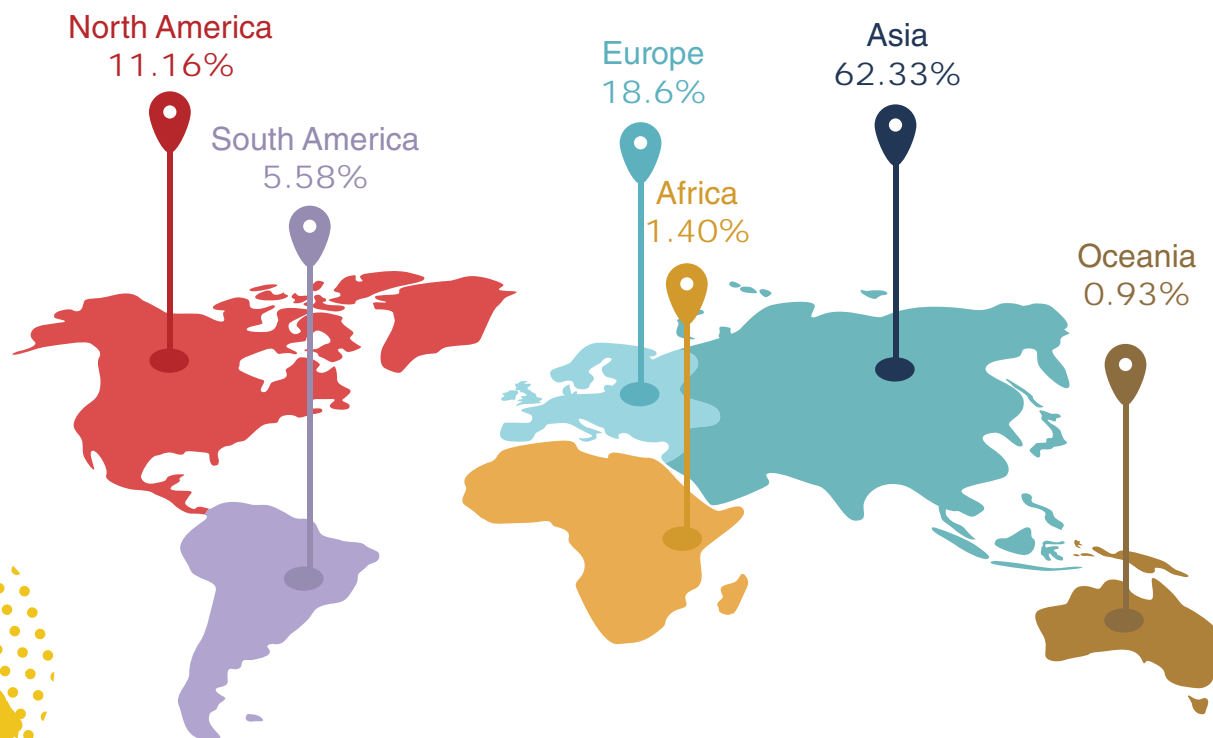 North America
11.16%
South America
5.58%
Europe
18.6%
Africa
1.40%
Asia
62.33%
Oceania
0.93%